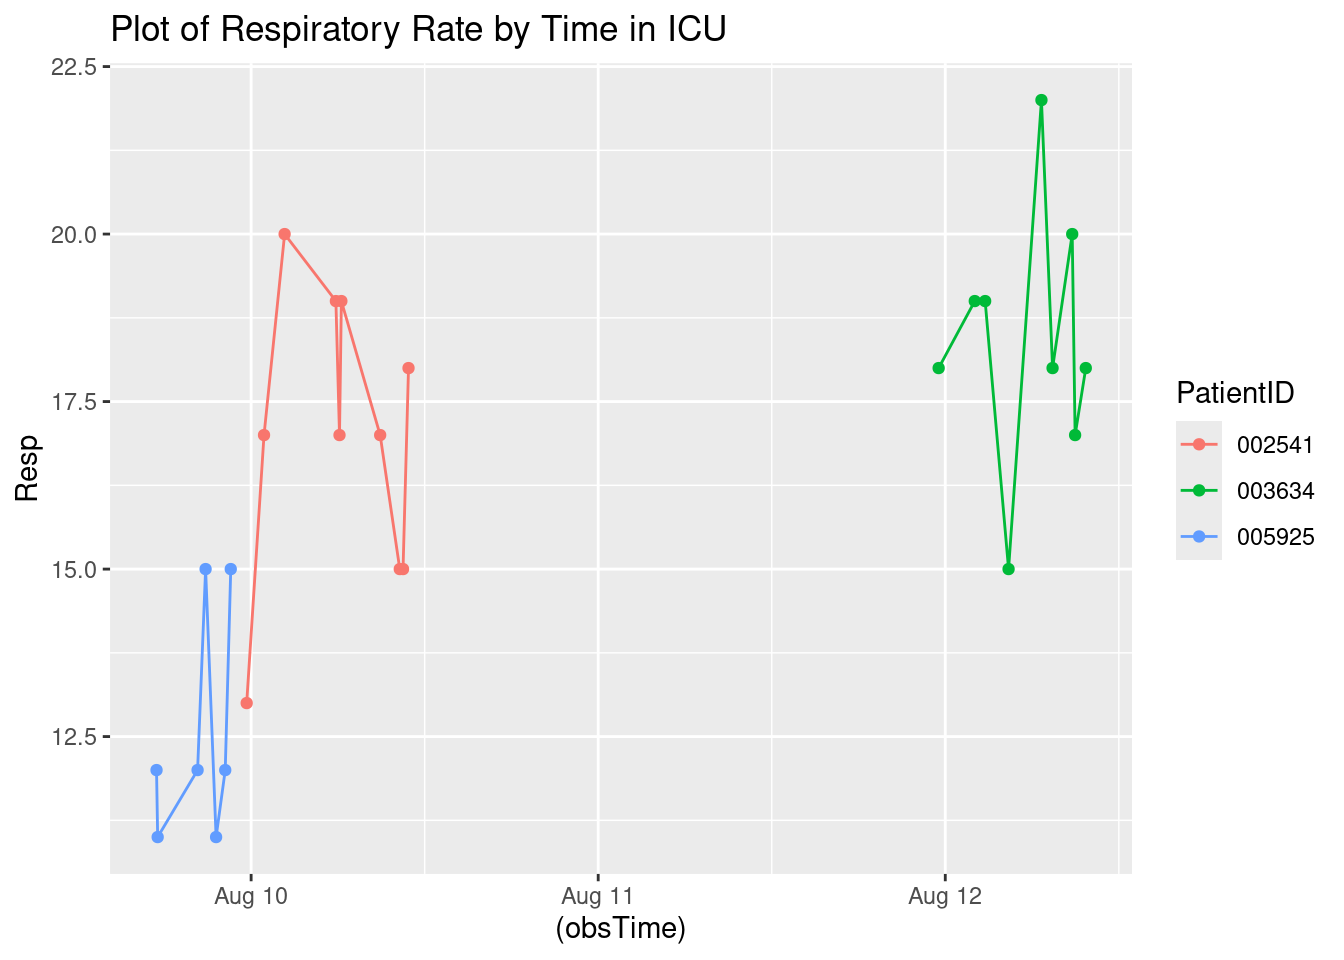 Plot of Respiratory Rate by Time in ICU
22.5
20.0
17.5
15.0
12.5
Resp
Aug 10
Aug 11
Aug 12
(obsTime)
PatientID
002541
003634
005925